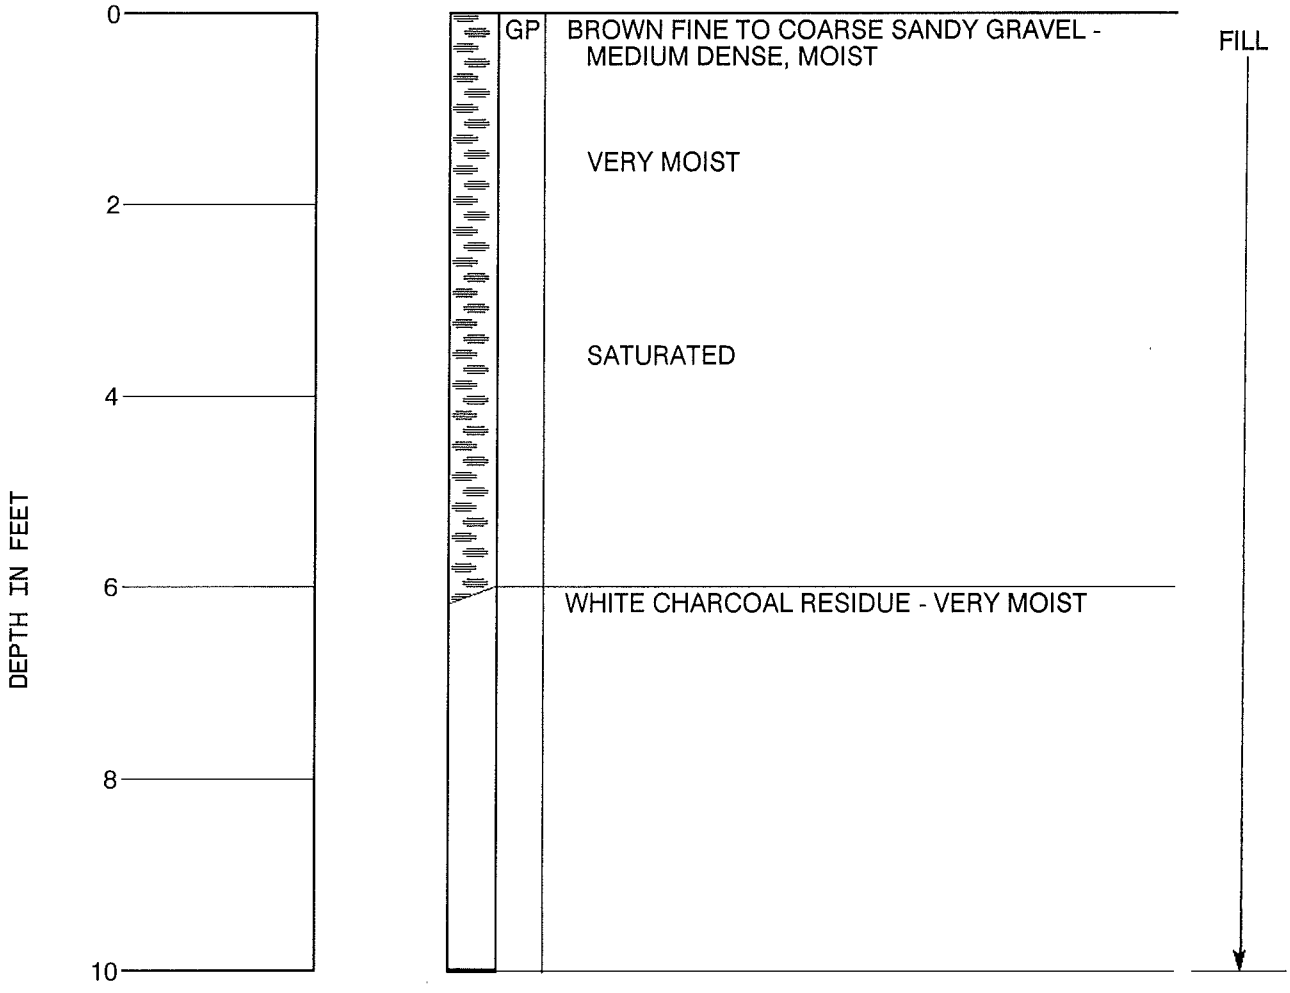 0
GP
BROWN FINE TO COARSE SANDY GRAVEL -
MEDIUM DENSE, MOIST
FILL
VERY MOIST
2
SATURATED
4
DEPTH IN FEET
6
WHITE CHARCOAL RESIDUE - VERY MOIST
8
10